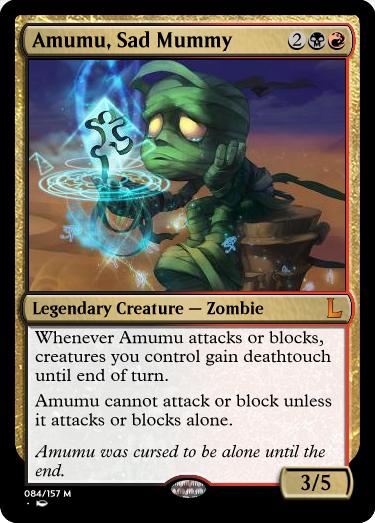 Amumu, Sad Mummy 2
Legendary Creature — Zombie L
Whenever Amumu attacks or blocks,
creatures you control gain deathtouch
until end of turn.
Amumu cannot attack or block unless
it attacks or blocks alone.
Amumu was cursed to be alone until the
end.
3/5
084/157 M